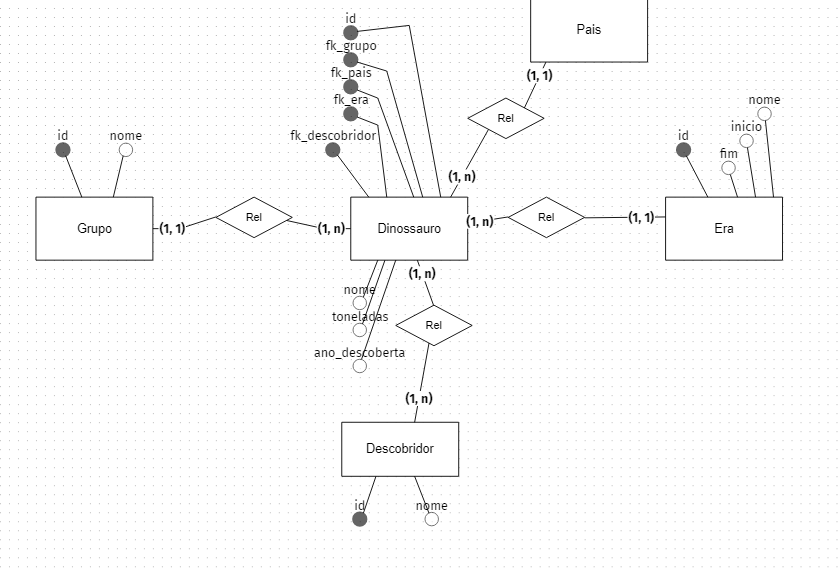 id
fk_grupo
fk_pais
fk_era
fk_descobridor
Pais
(1, 1)
Rel
(1, n)
id
nome
nome
inicio
id
fim
Grupo
(1, 1)
Rel
(1, n)
Dinossauro
(1, n)
Rel
(1, 1)
Era
nome
toneladas
ano_descoberta
(1, n)
Rel
(1, n)
Descobridor
id
nome